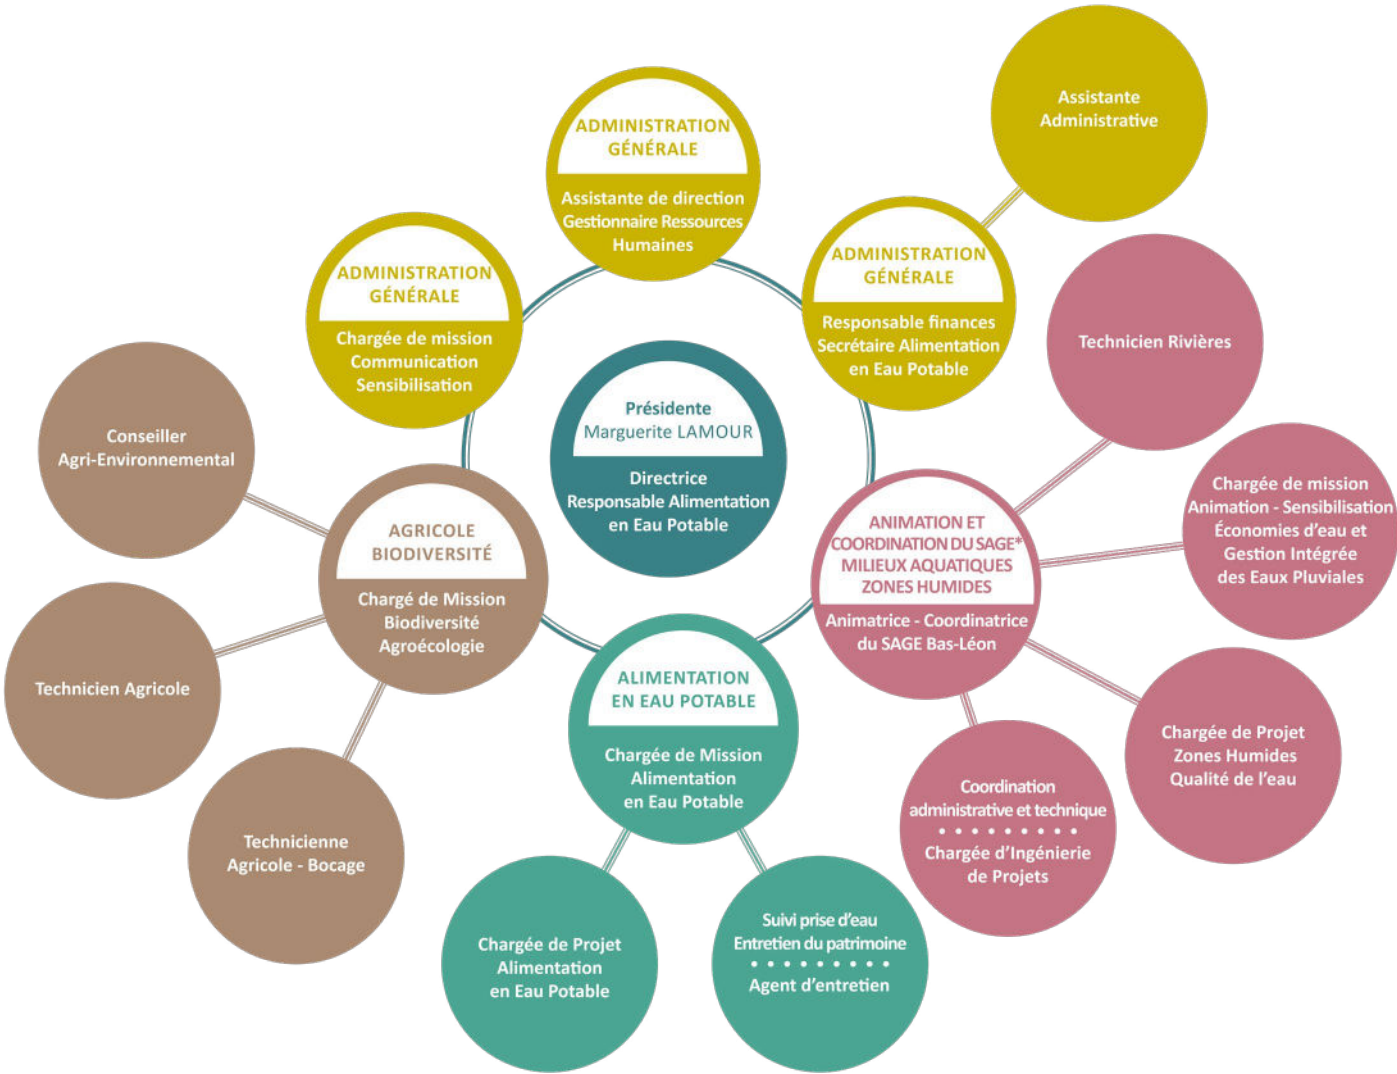 Assistante
Administrative
ADMINISTRATION
GÉNÉRALE
Assistante de direction
Gestionnaire Ressources
Humaines
ADMINISTRATION
GÉNÉRALE
Chargée de mission
Communication
Sensibilisation
ADMINISTRATION
GÉNÉRALE
Responsable finances
Secrétaire Alimentation
en Eau Potable
Technicien Rivières
Présidente
Marguerite LAMOUR
Directrice
Responsable Alimentation
en Eau Potable
Conseiller
Agri-Environnemental
Chargée de mission
Animation - Sensibilisation
Économies d'eau et
Gestion Intégrée
des Eaux Pluviales
AGRICOLE
BIODIVERSITÉ
Chargé de Mission
Biodiversité
Agroécologie
ANIMATION ET
COORDINATION DU SAGE*
MILIEUX AQUATIQUES
ZONES HUMIDES
Animatrice - Coordinatrice
du SAGE Bas-Léon
Technicien Agricole
ALIMENTATION
EN EAU POTABLE
Chargée de Mission
Alimentation
en Eau Potable
Chargée de Projet
Zones Humides
Qualité de l'eau
Coordination
administrative et technique
Chargée d'Ingénierie
de Projets
Technicienne
Agricole - Bocage
Chargée de Projet
Alimentation
en Eau Potable
Suivi prise d'eau
Entretien du patrimoine
Agent d'entretien